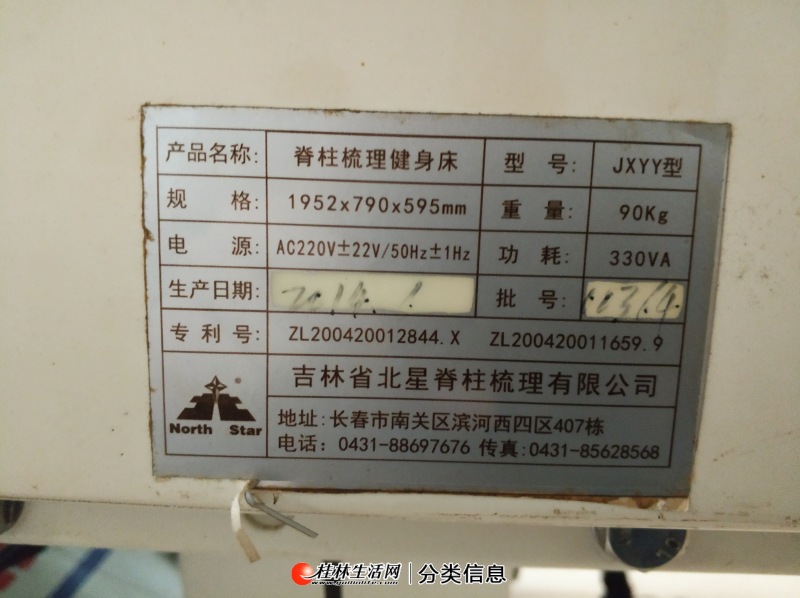 产品名称: 脊柱梳理健身床 型 号: JXYY型
规 格: 1952x790x595mm 重 量: 90Kg
电 源: AC220V±22V/50Hz±1Hz 功 耗: 330VA
生产日期: 批 号:
专 利 号: ZL200420012844.X ZL200420011659.9
吉林省北星脊柱梳理有限公司
North Star ®
地址:长春市南关区滨河西四区407栋
电话: 0431-88697676 传真:0431-85628568
桂林生活网 | 分类信息